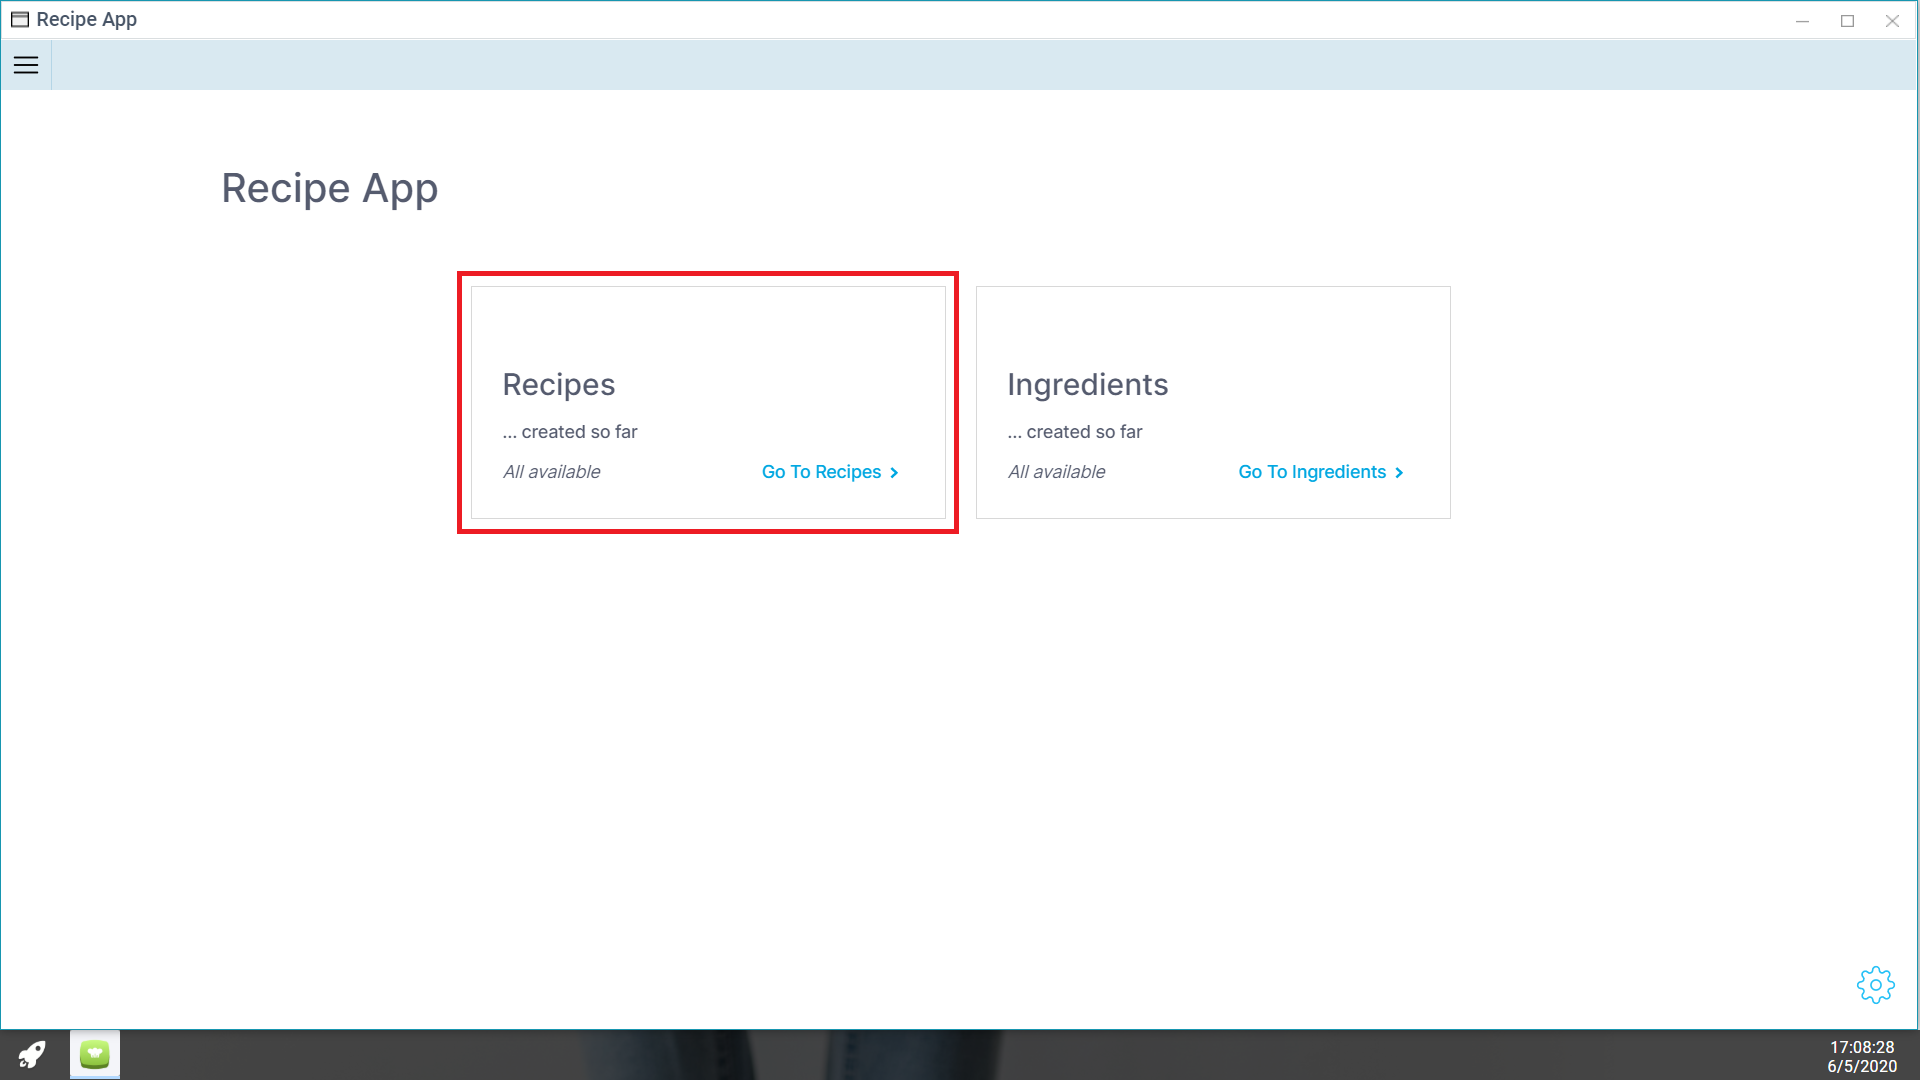 Recipe App
Recipe App
Recipes
... created so far
All available
Go To Recipes
Ingredients
... created so far
All available
Go To Ingredients
17:08:28
6/5/2020